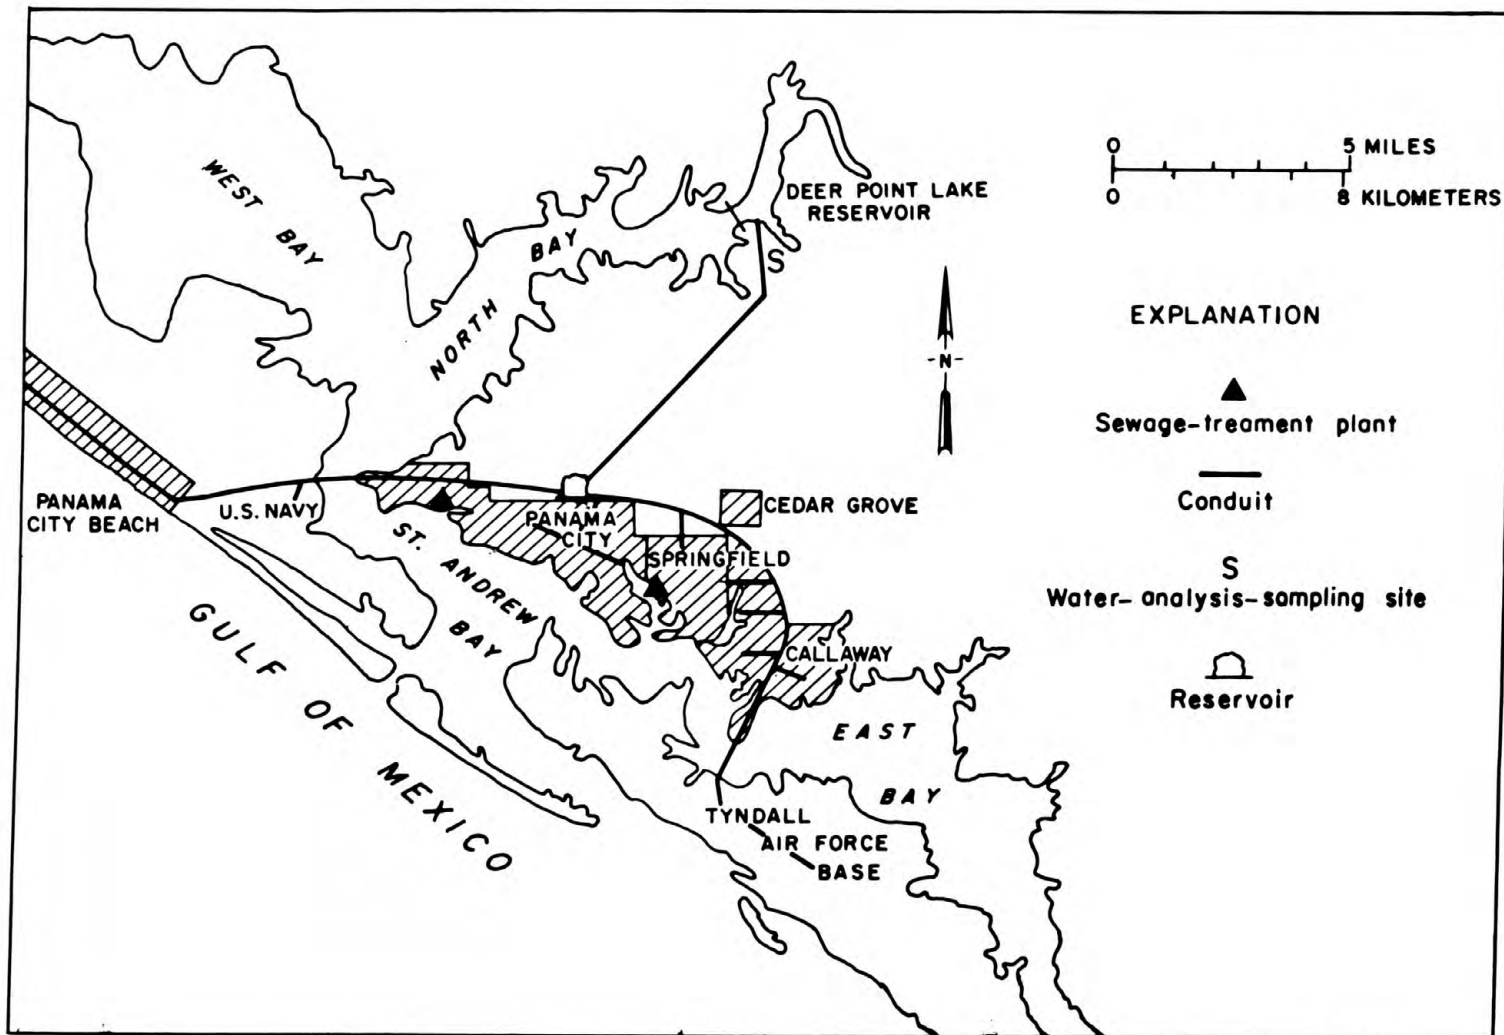 WEST
BAY
NORTH
BAY
DEER POINT LAKE
RESERVOIR
S
PANAMA
CITY BEACH
U.S. NAVY
PANAMA
CITY
CEDAR GROVE
SPRINGFIELD
CALLAWAY
ST. ANDREW
BAY
EAST
BAY
TYNDALL
AIR FORCE
BASE
GULF OF MEXICO
0 5 MILES
0 8 KILOMETERS
-N-
EXPLANATION
Sewage-treament plant
Conduit
S
Water-analysis-sampling site
Reservoir